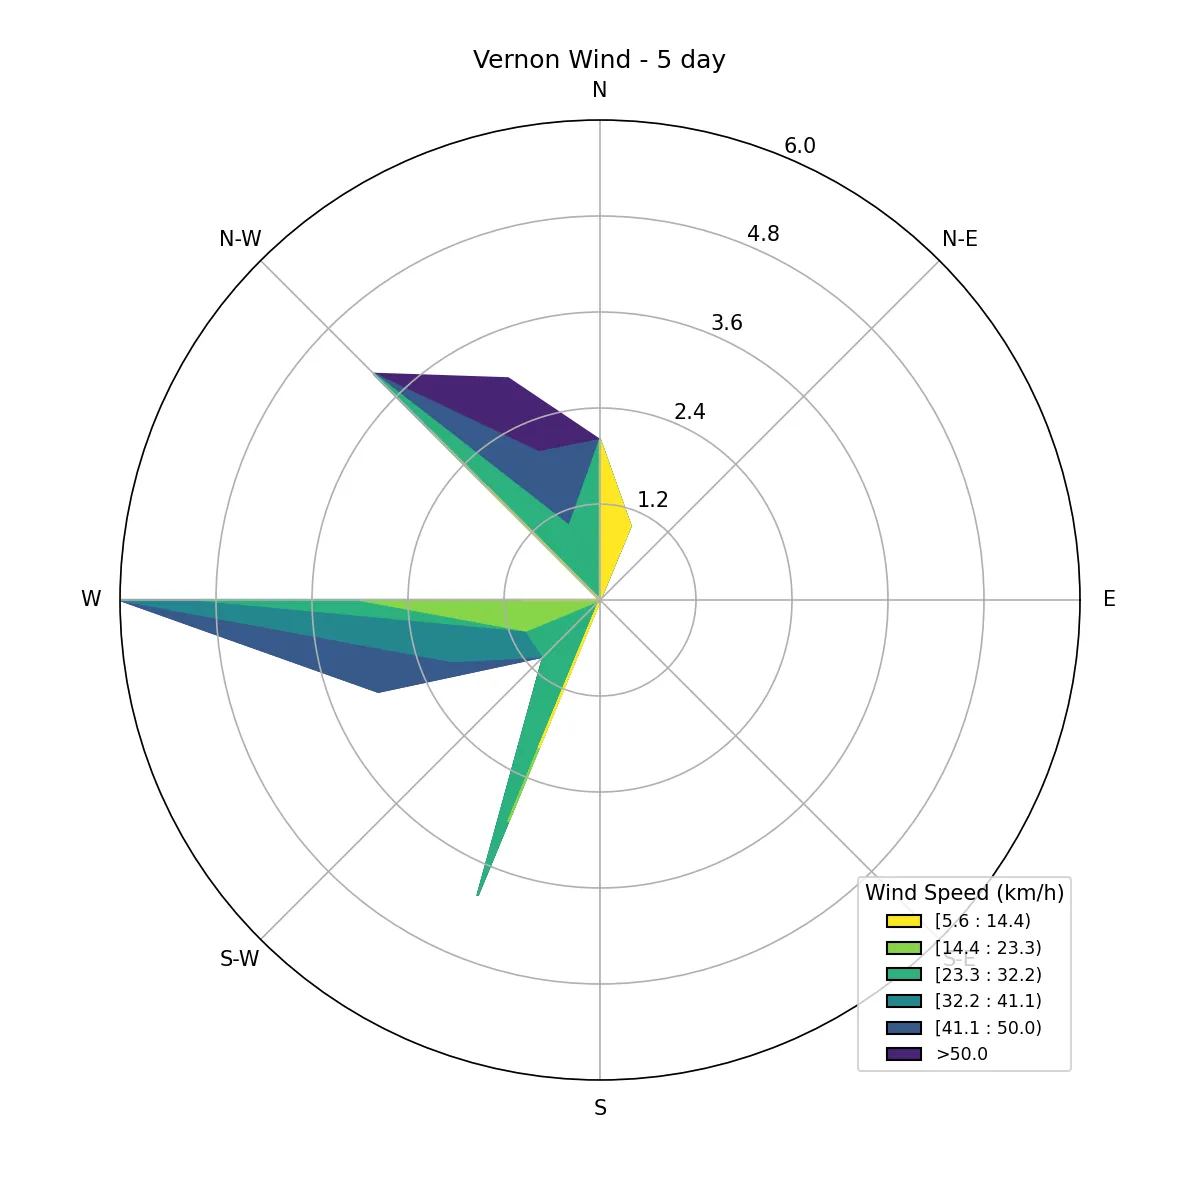 Vernon Wind - 5 day
N
6.0
N-W
4.8
N-E
3.6
2.4
1.2
W
E
S-W
S-E
S
Wind Speed (km/h)
[5.6 : 14.4)
[14.4 : 23.3)
[23.3 : 32.2)
[32.2 : 41.1)
[41.1 : 50.0)
>50.0